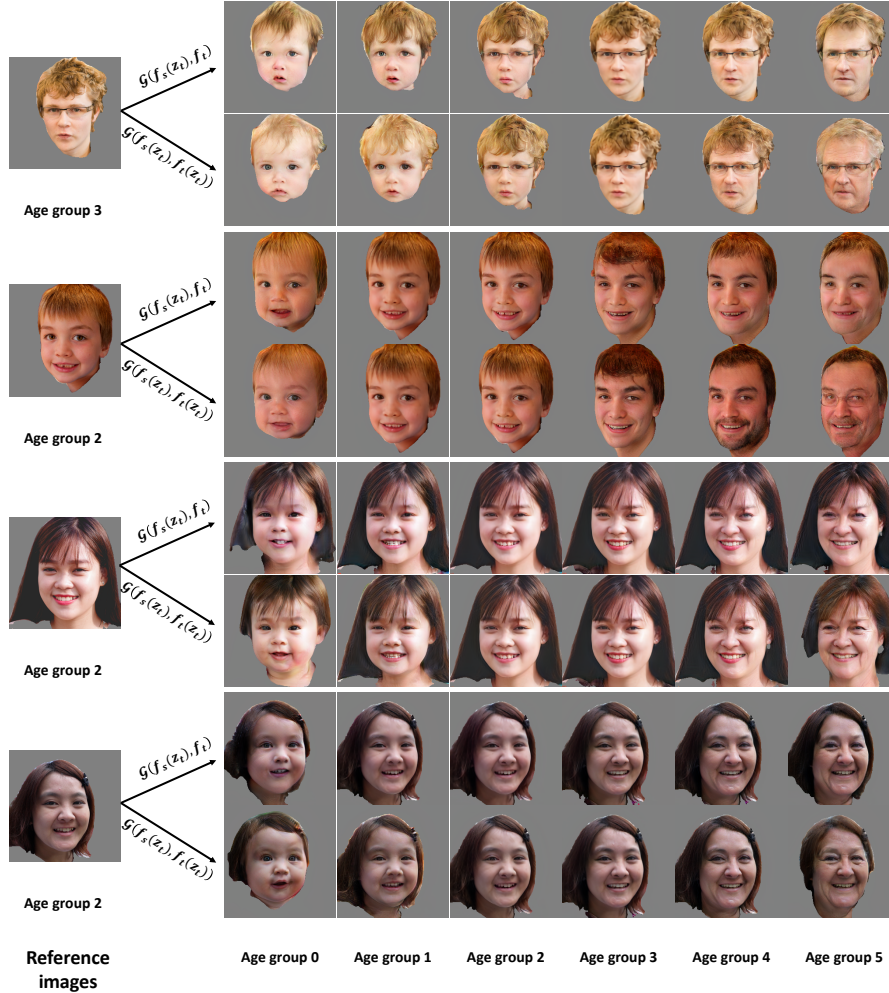 𝒢(f_s(z_t), f_t)
𝒢(f_s(z_t), f_t(z_t))
Age group 3
𝒢(f_s(z_t), f_t)
𝒢(f_s(z_t), f_t(z_t))
Age group 2
𝒢(f_s(z_t), f_t)
𝒢(f_s(z_t), f_t(z_t))
Age group 2
𝒢(f_s(z_t), f_t)
𝒢(f_s(z_t), f_t(z_t))
Age group 2
Reference
images
Age group 0 Age group 1 Age group 2 Age group 3 Age group 4 Age group 5